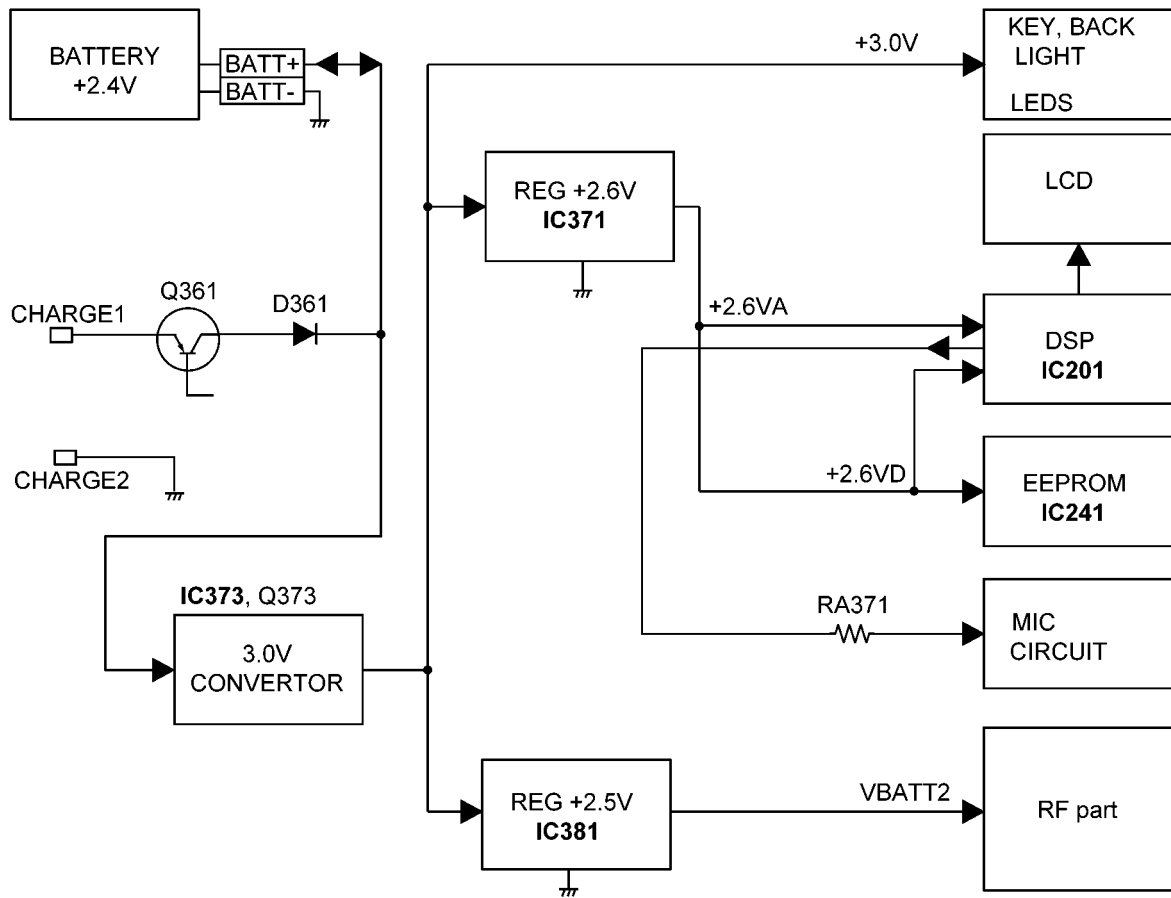 BATTERY
+2.4V
BATT+
BATT-
+3.0V
KEY, BACK
LIGHT
LEDS
REG +2.6V
IC371
LCD
CHARGE1
Q361
D361
+2.6VA
DSP
IC201
CHARGE2
+2.6VD
EEPROM
IC241
IC373, Q373
3.0V
CONVERTOR
RA371
MIC
CIRCUIT
REG +2.5V
IC381
VBATT2
RF part